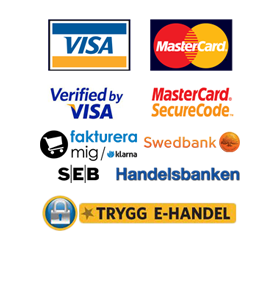 VISA
MasterCard
Verified by
VISA
MasterCard.
SecureCode.
fakturera
mig/klarna
Swedbank
SEB
Handelsbanken
TRYGG E-HANDEL